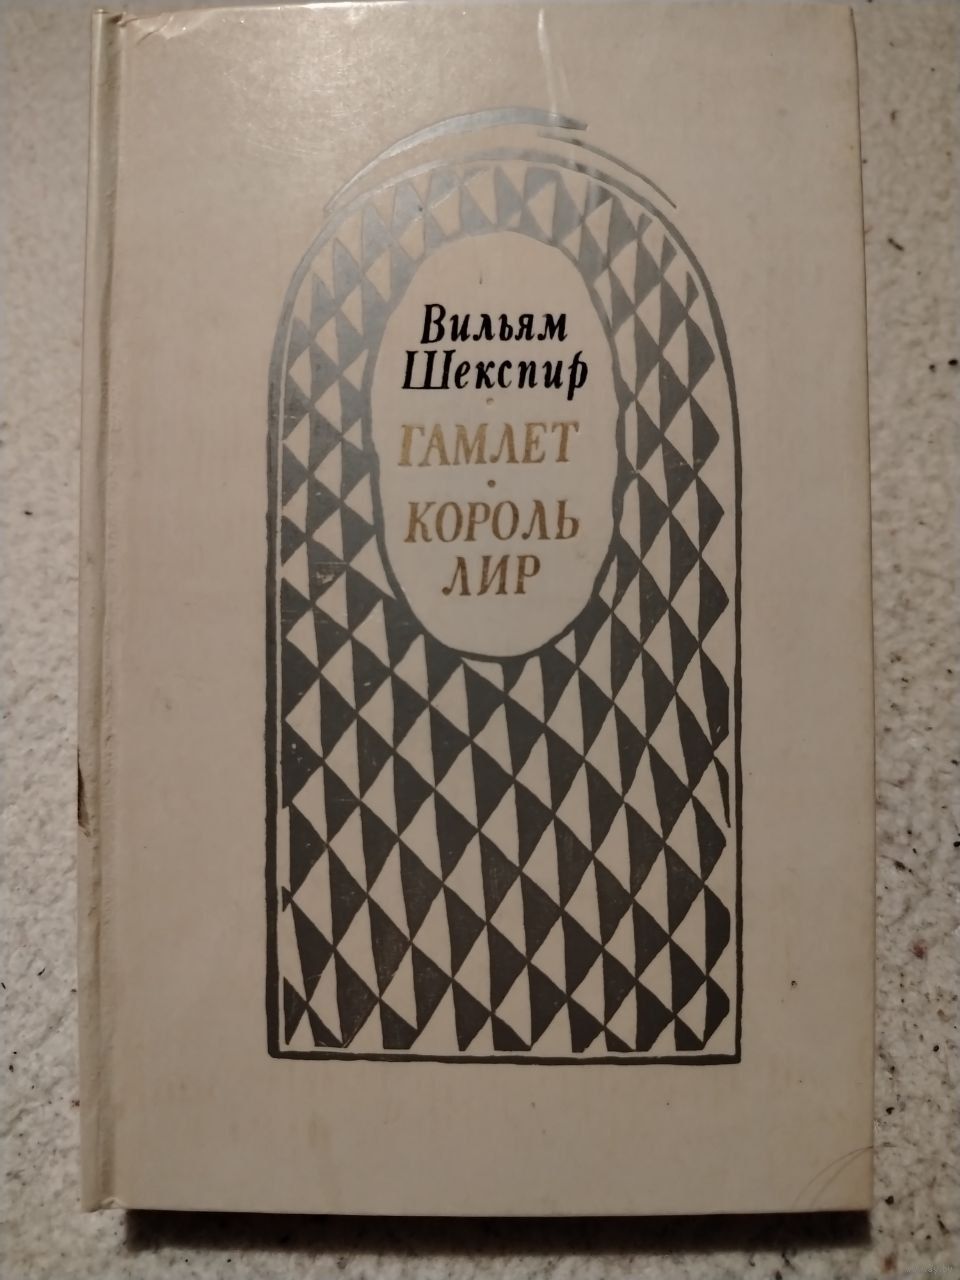 Вильям
Шекспир
ГАМЛЕТ
КОРОЛЬ
ЛИР